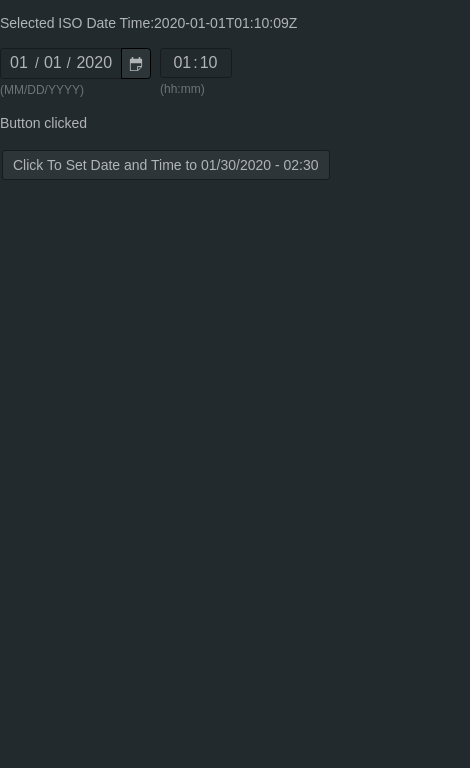 Selected ISO Date Time:2020-01-01T01:10:09Z
01 / 01 / 2020 01:10
(MM/DD/YYYY) (hh:mm)
Button clicked
Click To Set Date and Time to 01/30/2020 - 02:30